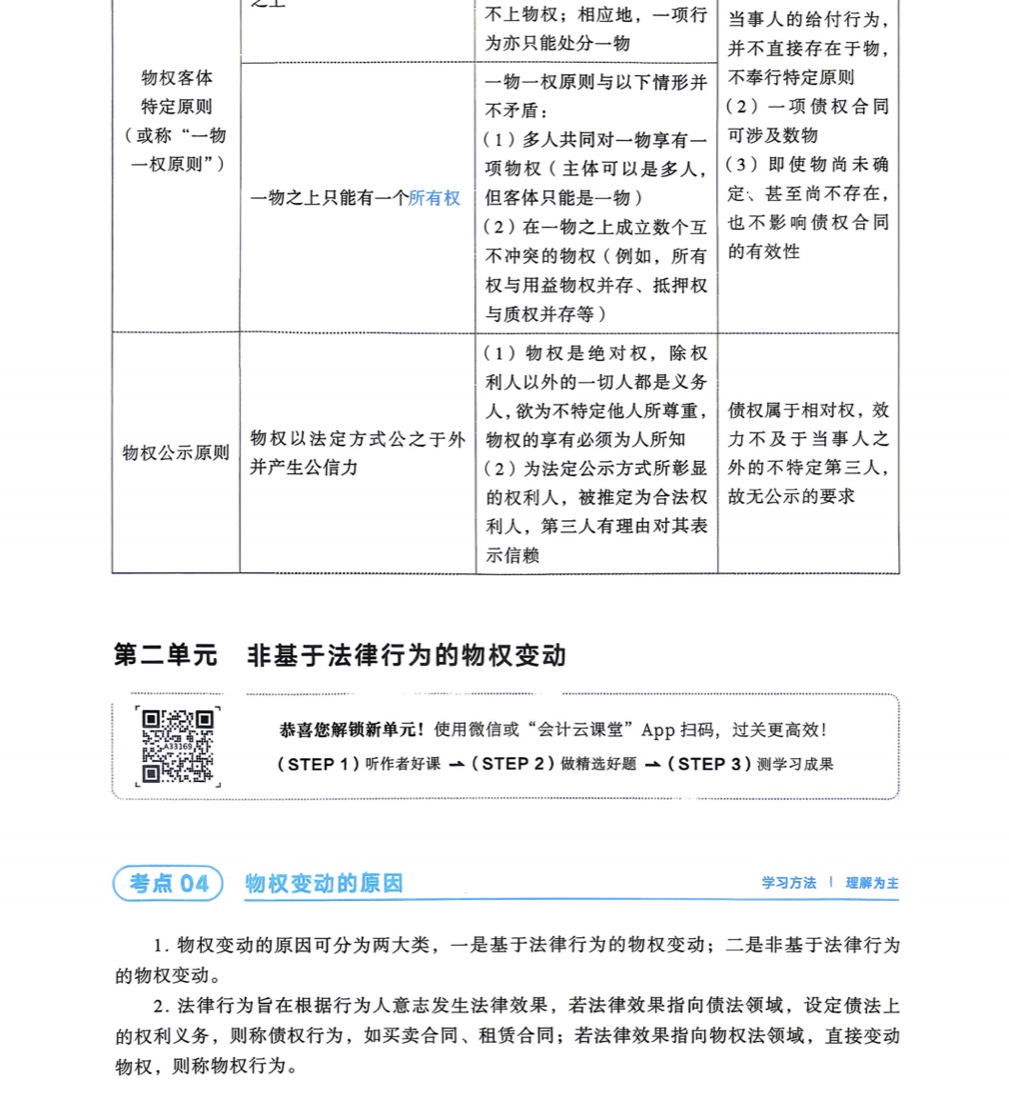 之上
不上物权；相应地，一项行
为亦只能处分一物
当事人的给付行为，
并不直接存在于物，
不奉行特定原则
（2）一项债权合同
可涉及数物
（3）即使物尚未确
定、甚至尚不存在，
也不影响债权合同
的有效性
物权客体
特定原则
（或称“一物
一权原则”）
一物之上只能有一个所有权
一物一权原则与以下情形并
不矛盾：
（1）多人共同对一物享有一
项物权（主体可以是多人，
但客体只能是一物）
（2）在一物之上成立数个互
不冲突的物权（例如，所有
权与用益物权并存、抵押权
与质权并存等）
物权公示原则
物权以法定方式公之于外
并产生公信力
（1）物权是绝对权，除权
利人以外的一切人都是义务
人，欲为不特定他人所尊重，
物权的享有必须为人所知
（2）为法定公示方式所彰显
的权利人，被推定为合法权
利人，第三人有理由对其表
示信赖
债权属于相对权，效
力不及于当事人之
外的不特定第三人，
故无公示的要求
第二单元 非基于法律行为的物权变动
A33169
恭喜您解锁新单元！使用微信或“会计云课堂”App 扫码，过关更高效！
（STEP 1）听作者好课 ⇀（STEP 2）做精选好题 ⇀（STEP 3）测学习成果
考点 04 物权变动的原因 学习方法 | 理解为主
1. 物权变动的原因可分为两大类，一是基于法律行为的物权变动；二是非基于法律行为
的物权变动。
2. 法律行为旨在根据行为人意志发生法律效果，若法律效果指向债法领域，设定债法上
的权利义务，则称债权行为，如买卖合同、租赁合同；若法律效果指向物权法领域，直接变动
物权，则称物权行为。